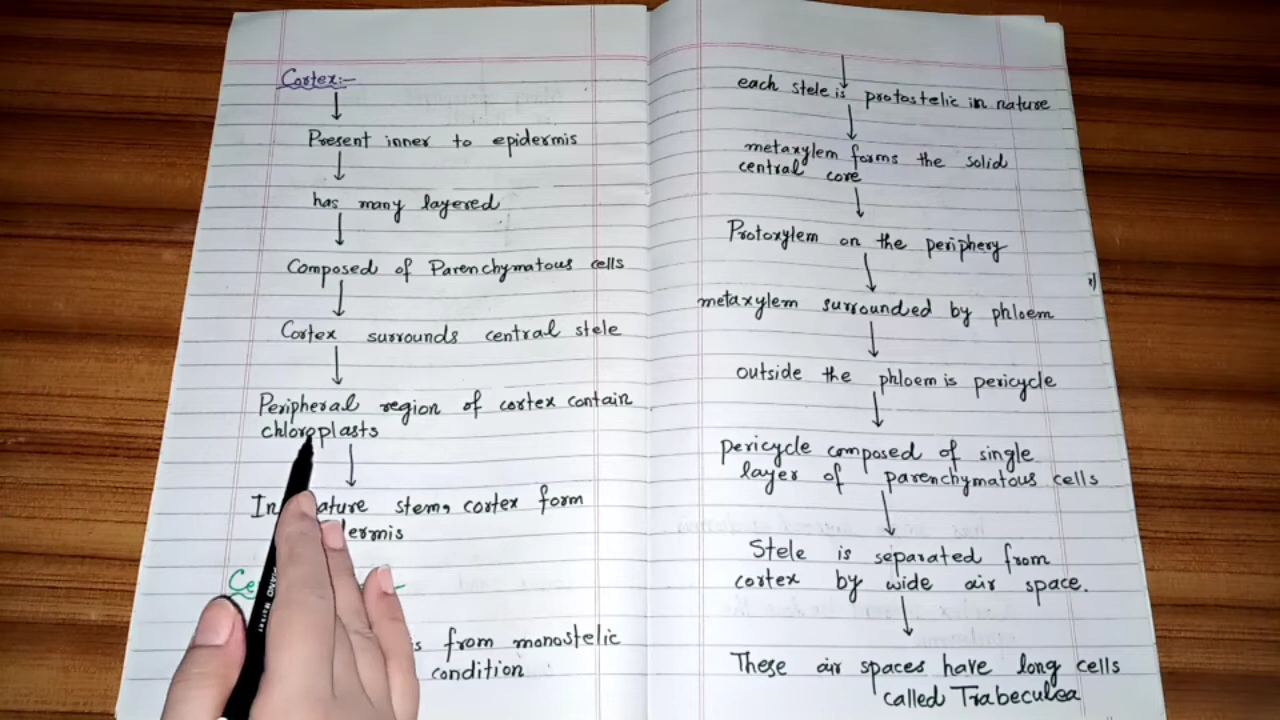 Cortex:-
Present inner to epidermis
has many layered
Composed of Parenchymatous cells
Cortex surrounds central stele
Peripheral region of cortex contain
chloroplasts
In ature stem, cortex form
dermis
Ce
s from monostelic
condition
each stele is protostelic in nature
metaxylem forms the solid
central core
Protoxylem on the periphery
metaxylem surrounded by phloem
outside the phloem is pericycle
pericycle composed of single
layer of parenchymatous cells
Stele is separated from
cortex by wide air space.
These air spaces have long cells
called Trabeculea